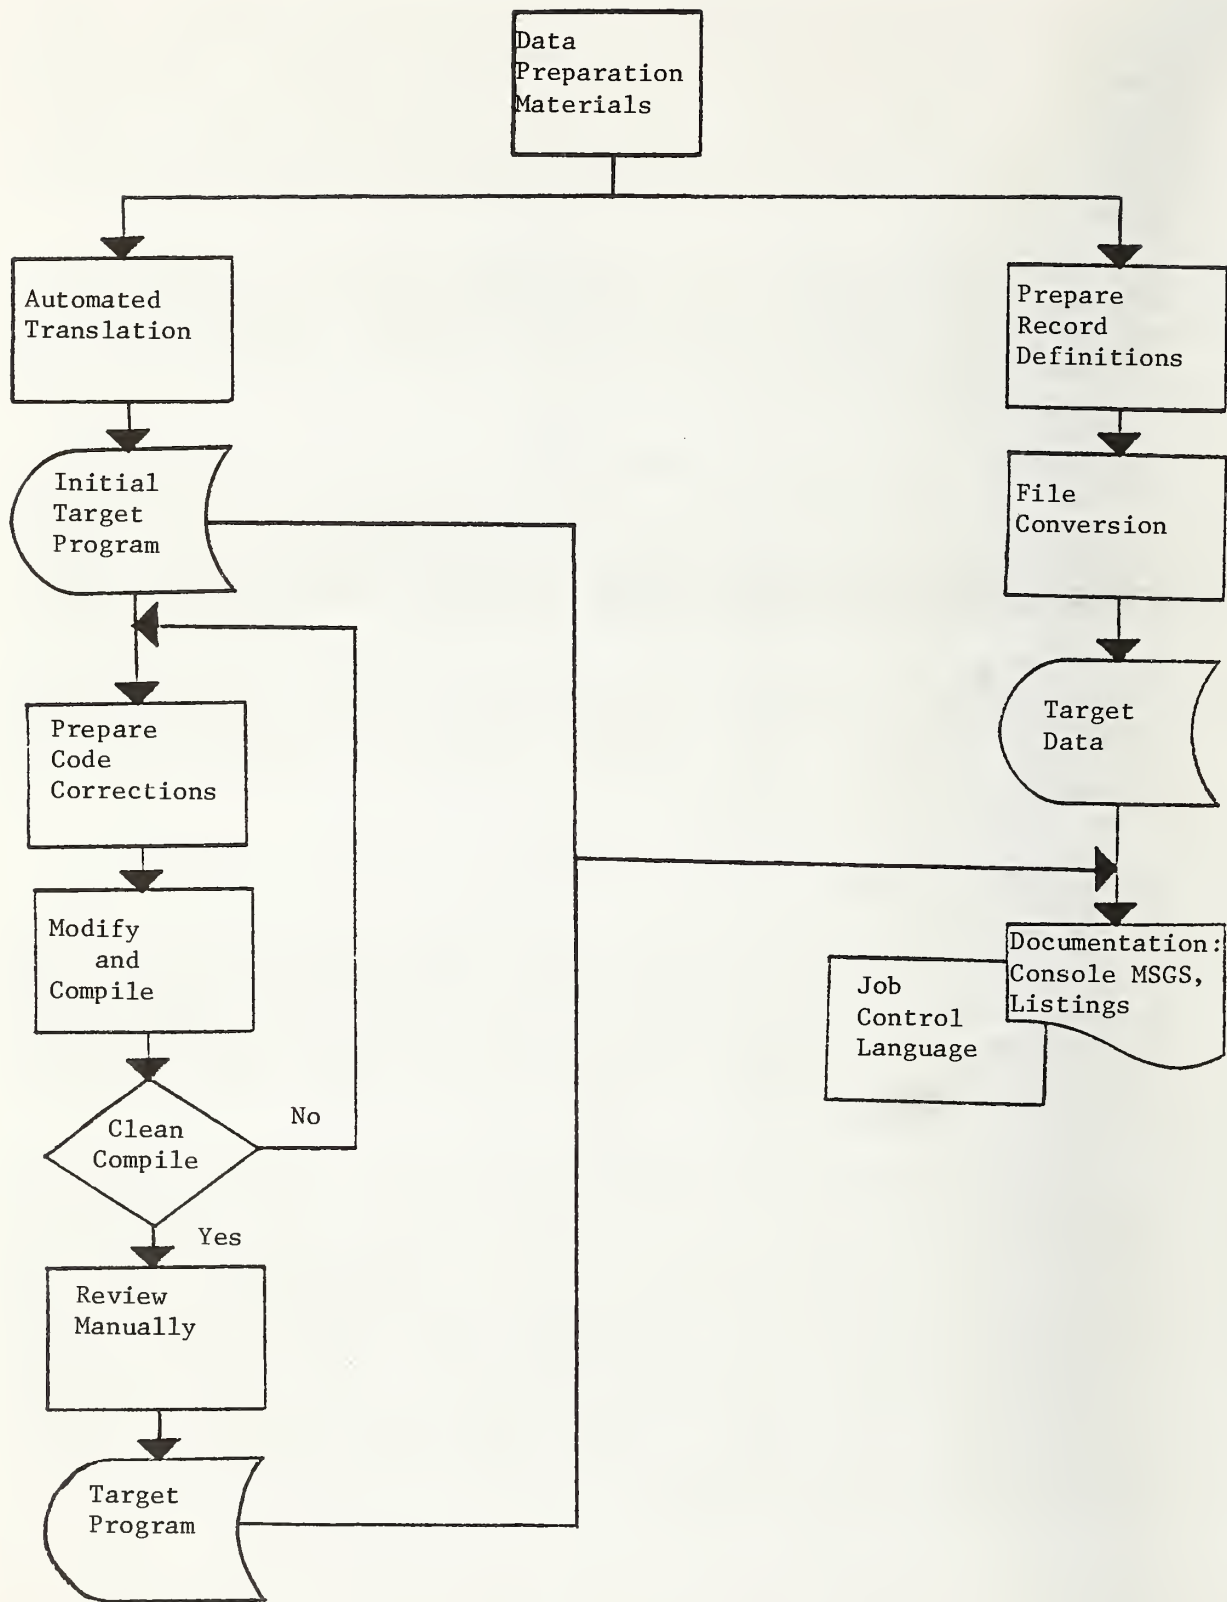 Data
Preparation
Materials
Automated
Translation
Prepare
Record
Definitions
Initial
Target
Program
File
Conversion
Prepare
Code
Corrections
Target
Data
Modify
and
Compile
Documentation:
Console MSGS,
Listings
Job
Control
Language
No
Clean
Compile
Yes
Review
Manually
Target
Program